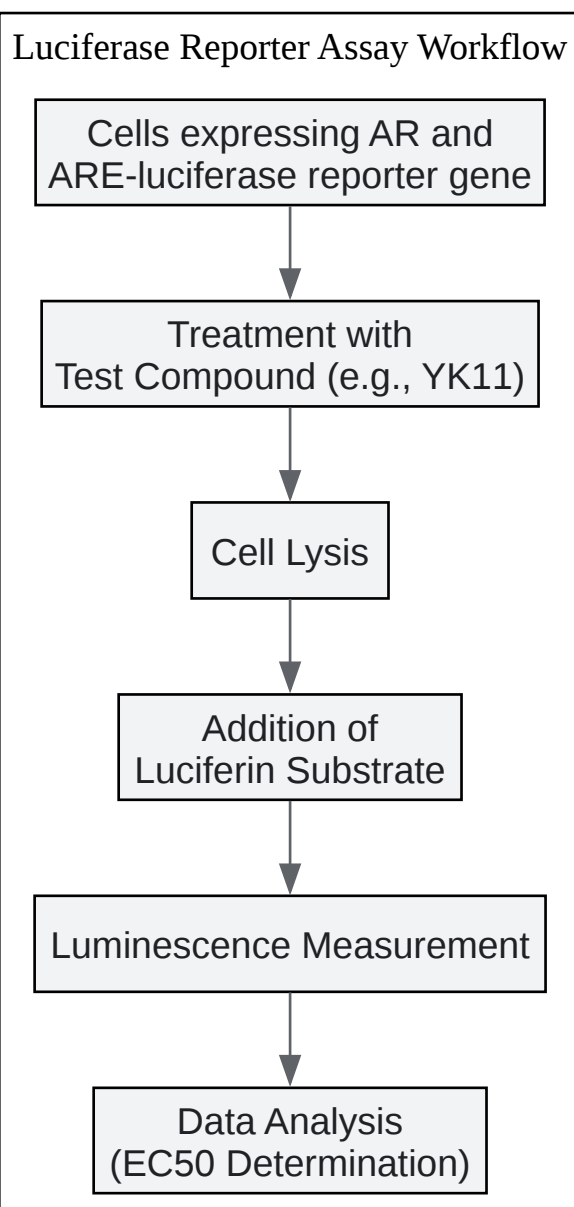 Luciferase Reporter Assay Workflow
Cells expressing AR and
ARE-luciferase reporter gene
Treatment with
Test Compound (e.g., YK11)
Cell Lysis
Addition of
Luciferin Substrate
Luminescence Measurement
Data Analysis
(EC50 Determination)